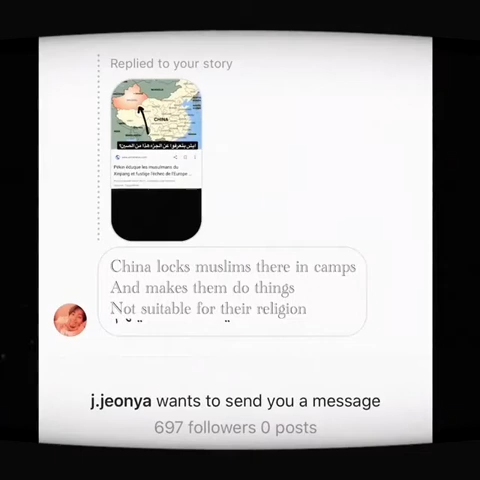 Replied to your story
CHINA
ايش بتعرفوا عن الجزء هذا من الصين؟
Pékin éduque les musulmans du
Xinjiang et fustige l'échec de l'Europe ...
China locks muslims there in camps
And makes them do things
Not suitable for their religion
j.jeonya wants to send you a message
697 followers 0 posts